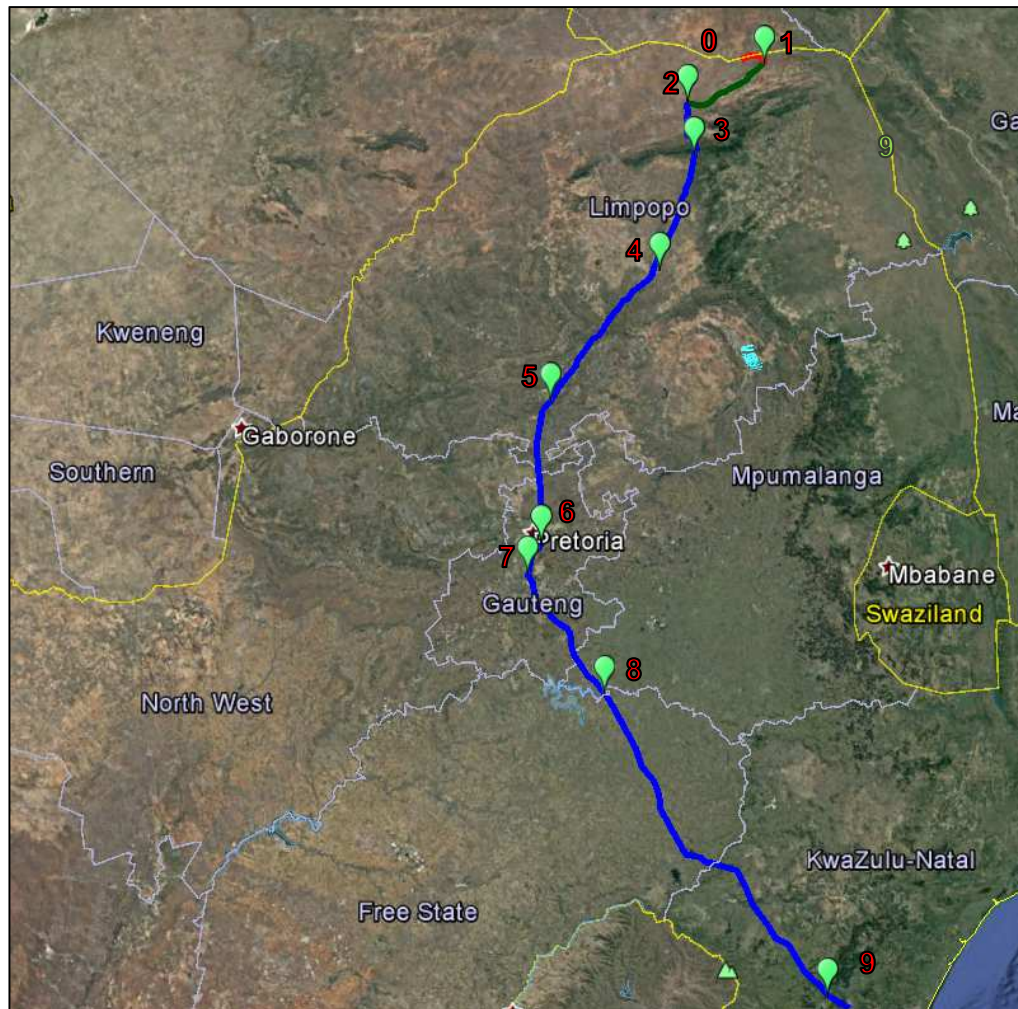 0
1
2
3
9
Ga
Limpopo
4
Kweneng
5
Gaborone
Ma
Southern
Mpumalanga
6
Pretoria
7
Mbabane
Gauteng
Swaziland
8
North West
KwaZulu-Natal
Free State
9